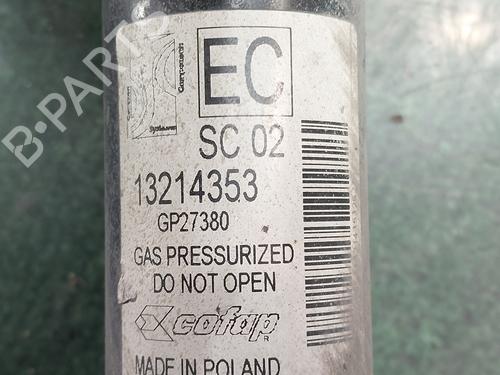 B-PARTS
EC
SC 02
13214353
GP27380
GAS PRESSURIZED
DO NOT OPEN
cofap
R
MADE IN POLAND